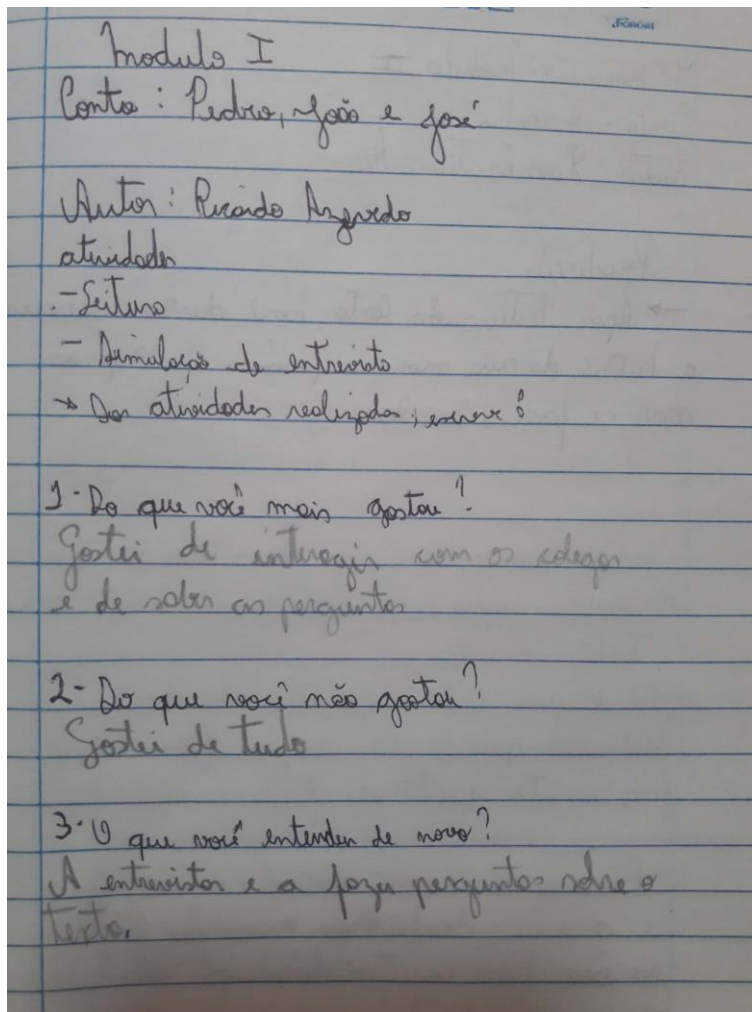 Modulo I
Conto: Pedro, João e José
Autor: Ricardo Azevedo
atividades
- Leitura
- Simulação de entrevista
→ Das atividades realizadas, escreva:
1- Do que você mais gostou?
Gostei de interagir com os colegas
e de saber as perguntas
2- Do que você não gostou?
Gostei de tudo
3- O que você entendeu de novo?
A entrevistar e a fazer perguntas sobre o
texto.